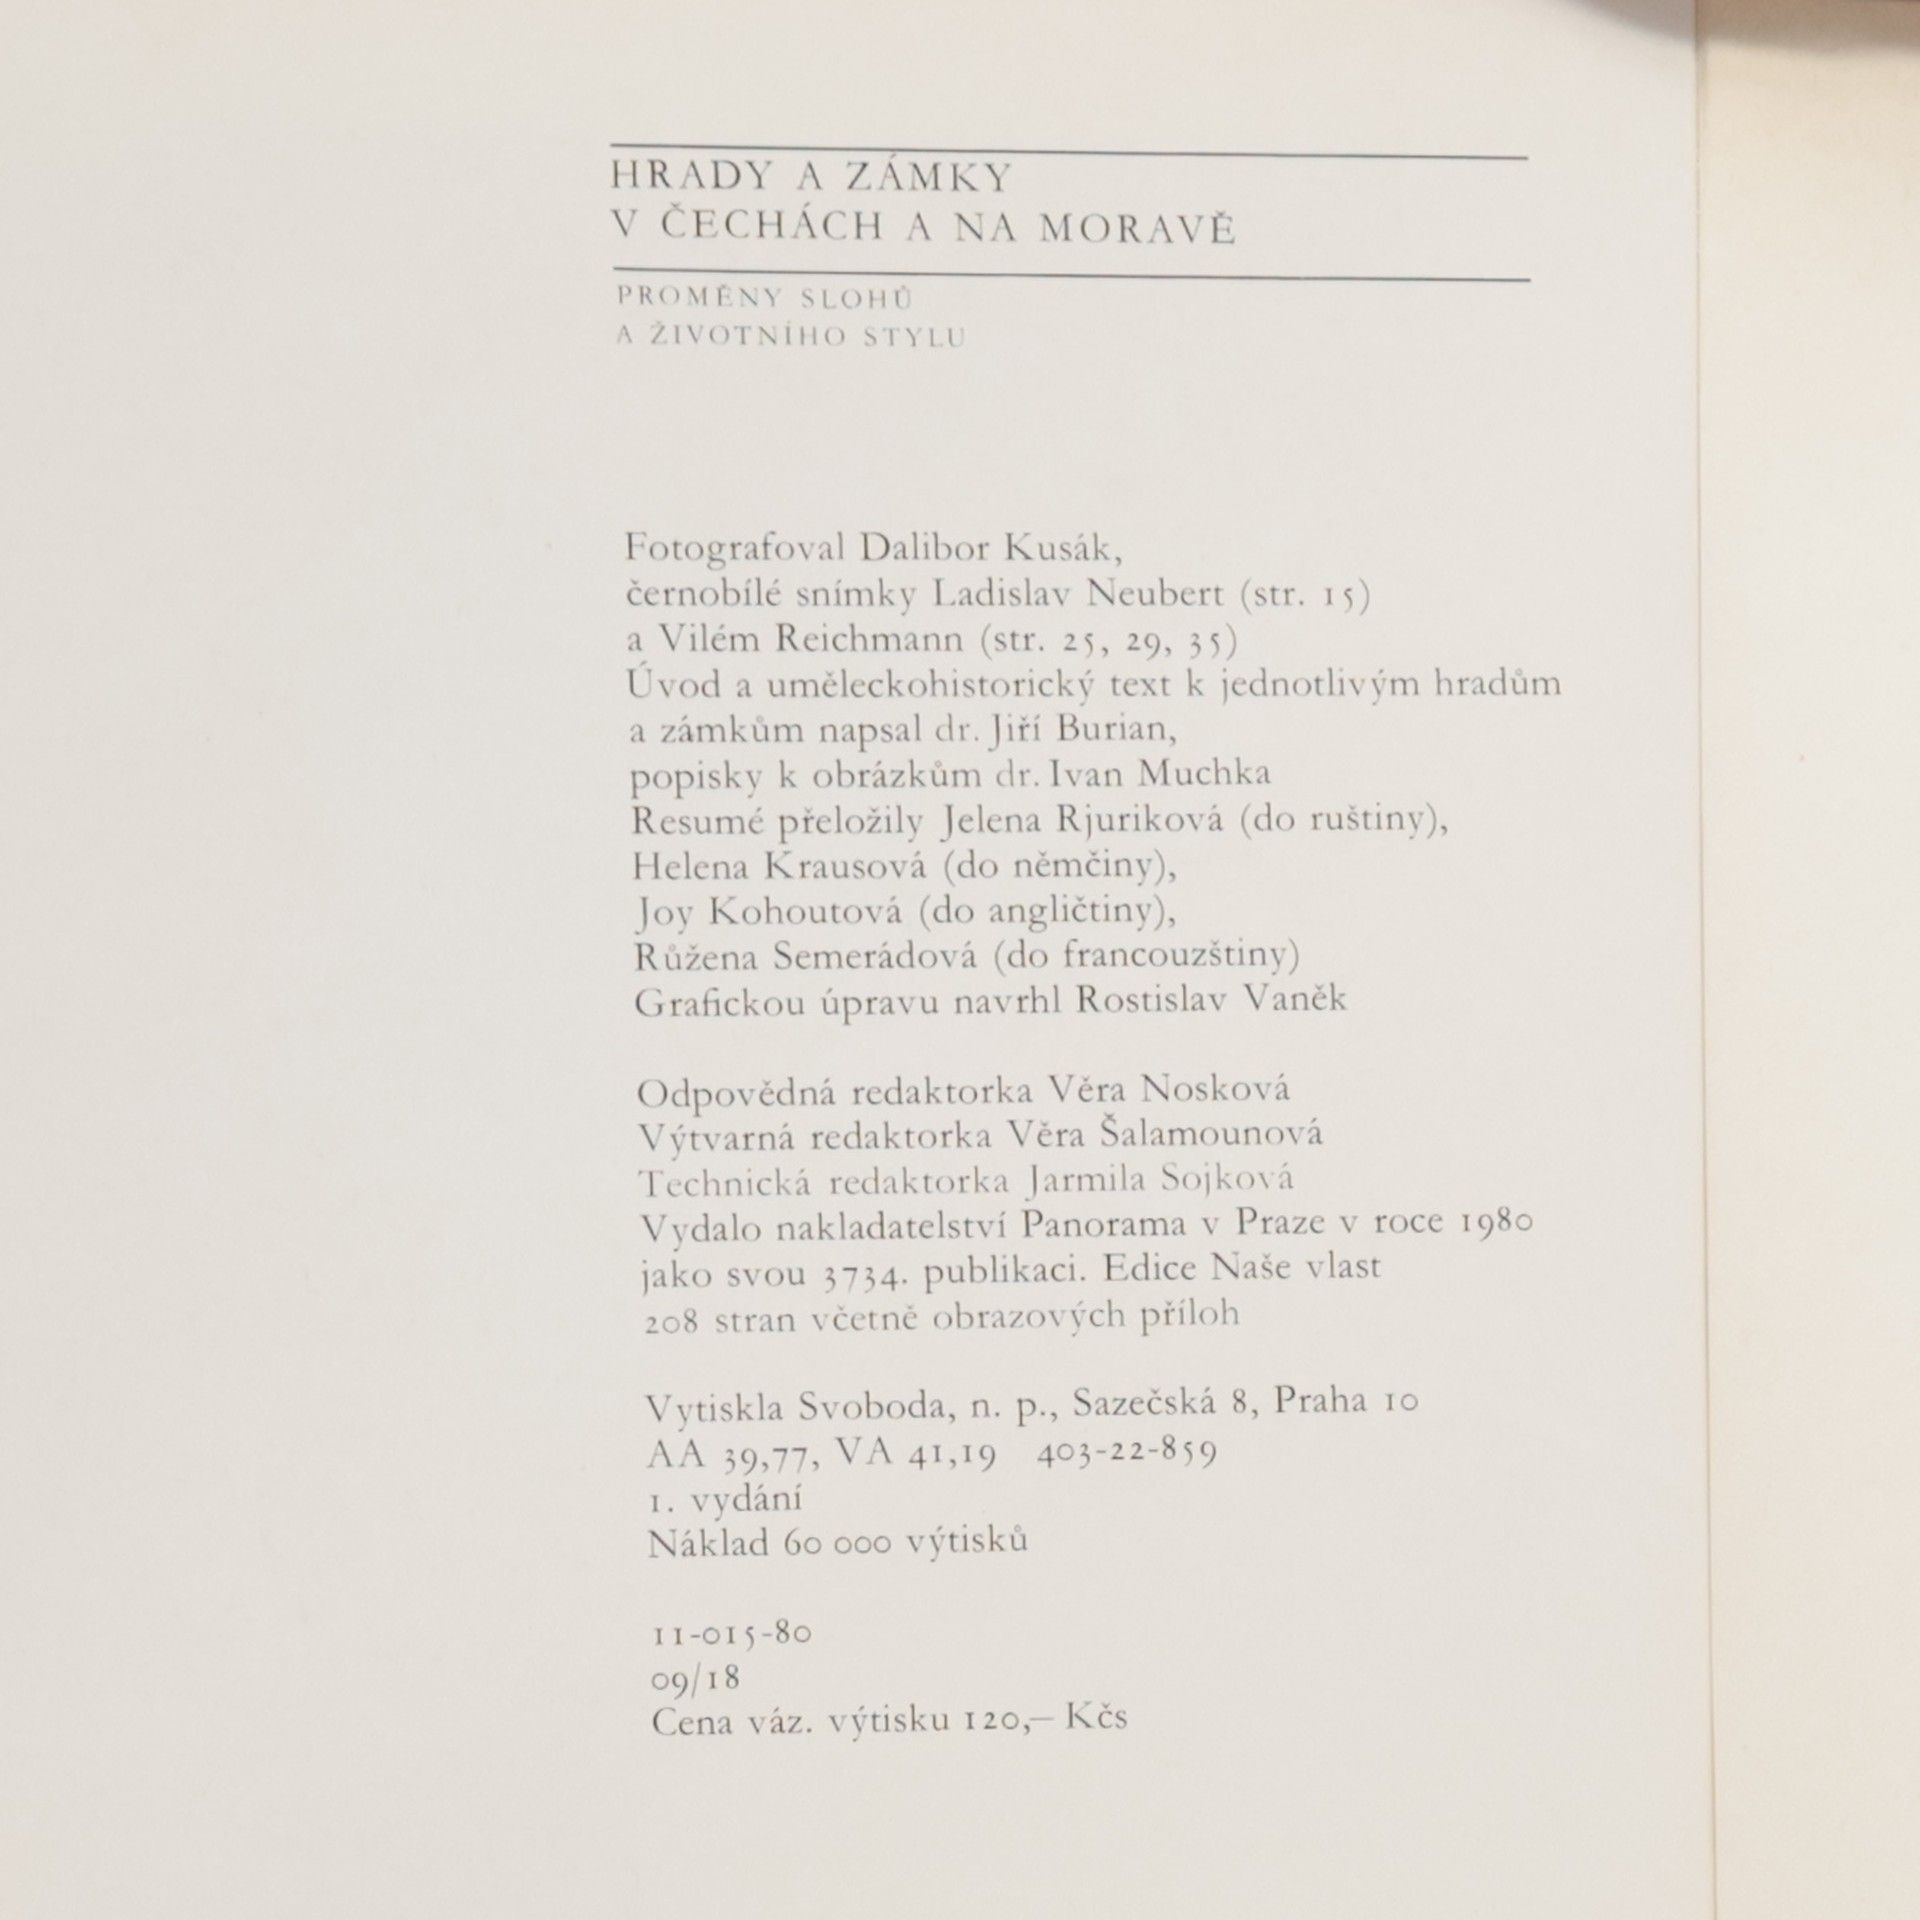 HRADY A ZÁMKY
V ČECHÁCH A NA MORAVĚ
PROMĚNY SLOHŮ
A ŽIVOTNÍHO STYLU
Fotografoval Dalibor Kusák,
černobílé snímky Ladislav Neubert (str. 15)
a Vilém Reichmann (str. 25, 29, 35)
Úvod a uměleckohistorický text k jednotlivým hradům
a zámkům napsal dr. Jiří Burian,
popisky k obrázkům dr. Ivan Muchka
Resumé přeložily Jelena Rjuriková (do ruštiny),
Helena Krausová (do němčiny),
Joy Kohoutová (do angličtiny),
Růžena Semerádová (do francouzštiny)
Grafickou úpravu navrhl Rostislav Vaněk
Odpovědná redaktorka Věra Nosková
Výtvarná redaktorka Věra Šalamounová
Technická redaktorka Jarmila Sojková
Vydalo nakladatelství Panorama v Praze v roce 1980
jako svou 3734. publikaci. Edice Naše vlast
208 stran včetně obrazových příloh
Vytiskla Svoboda, n. p., Sazečská 8, Praha 10
AA 39,77, VA 41,19 403-22-859
1. vydání
Náklad 60 000 výtisků
11-015-80
09/18
Cena váz. výtisku 120,– Kčs